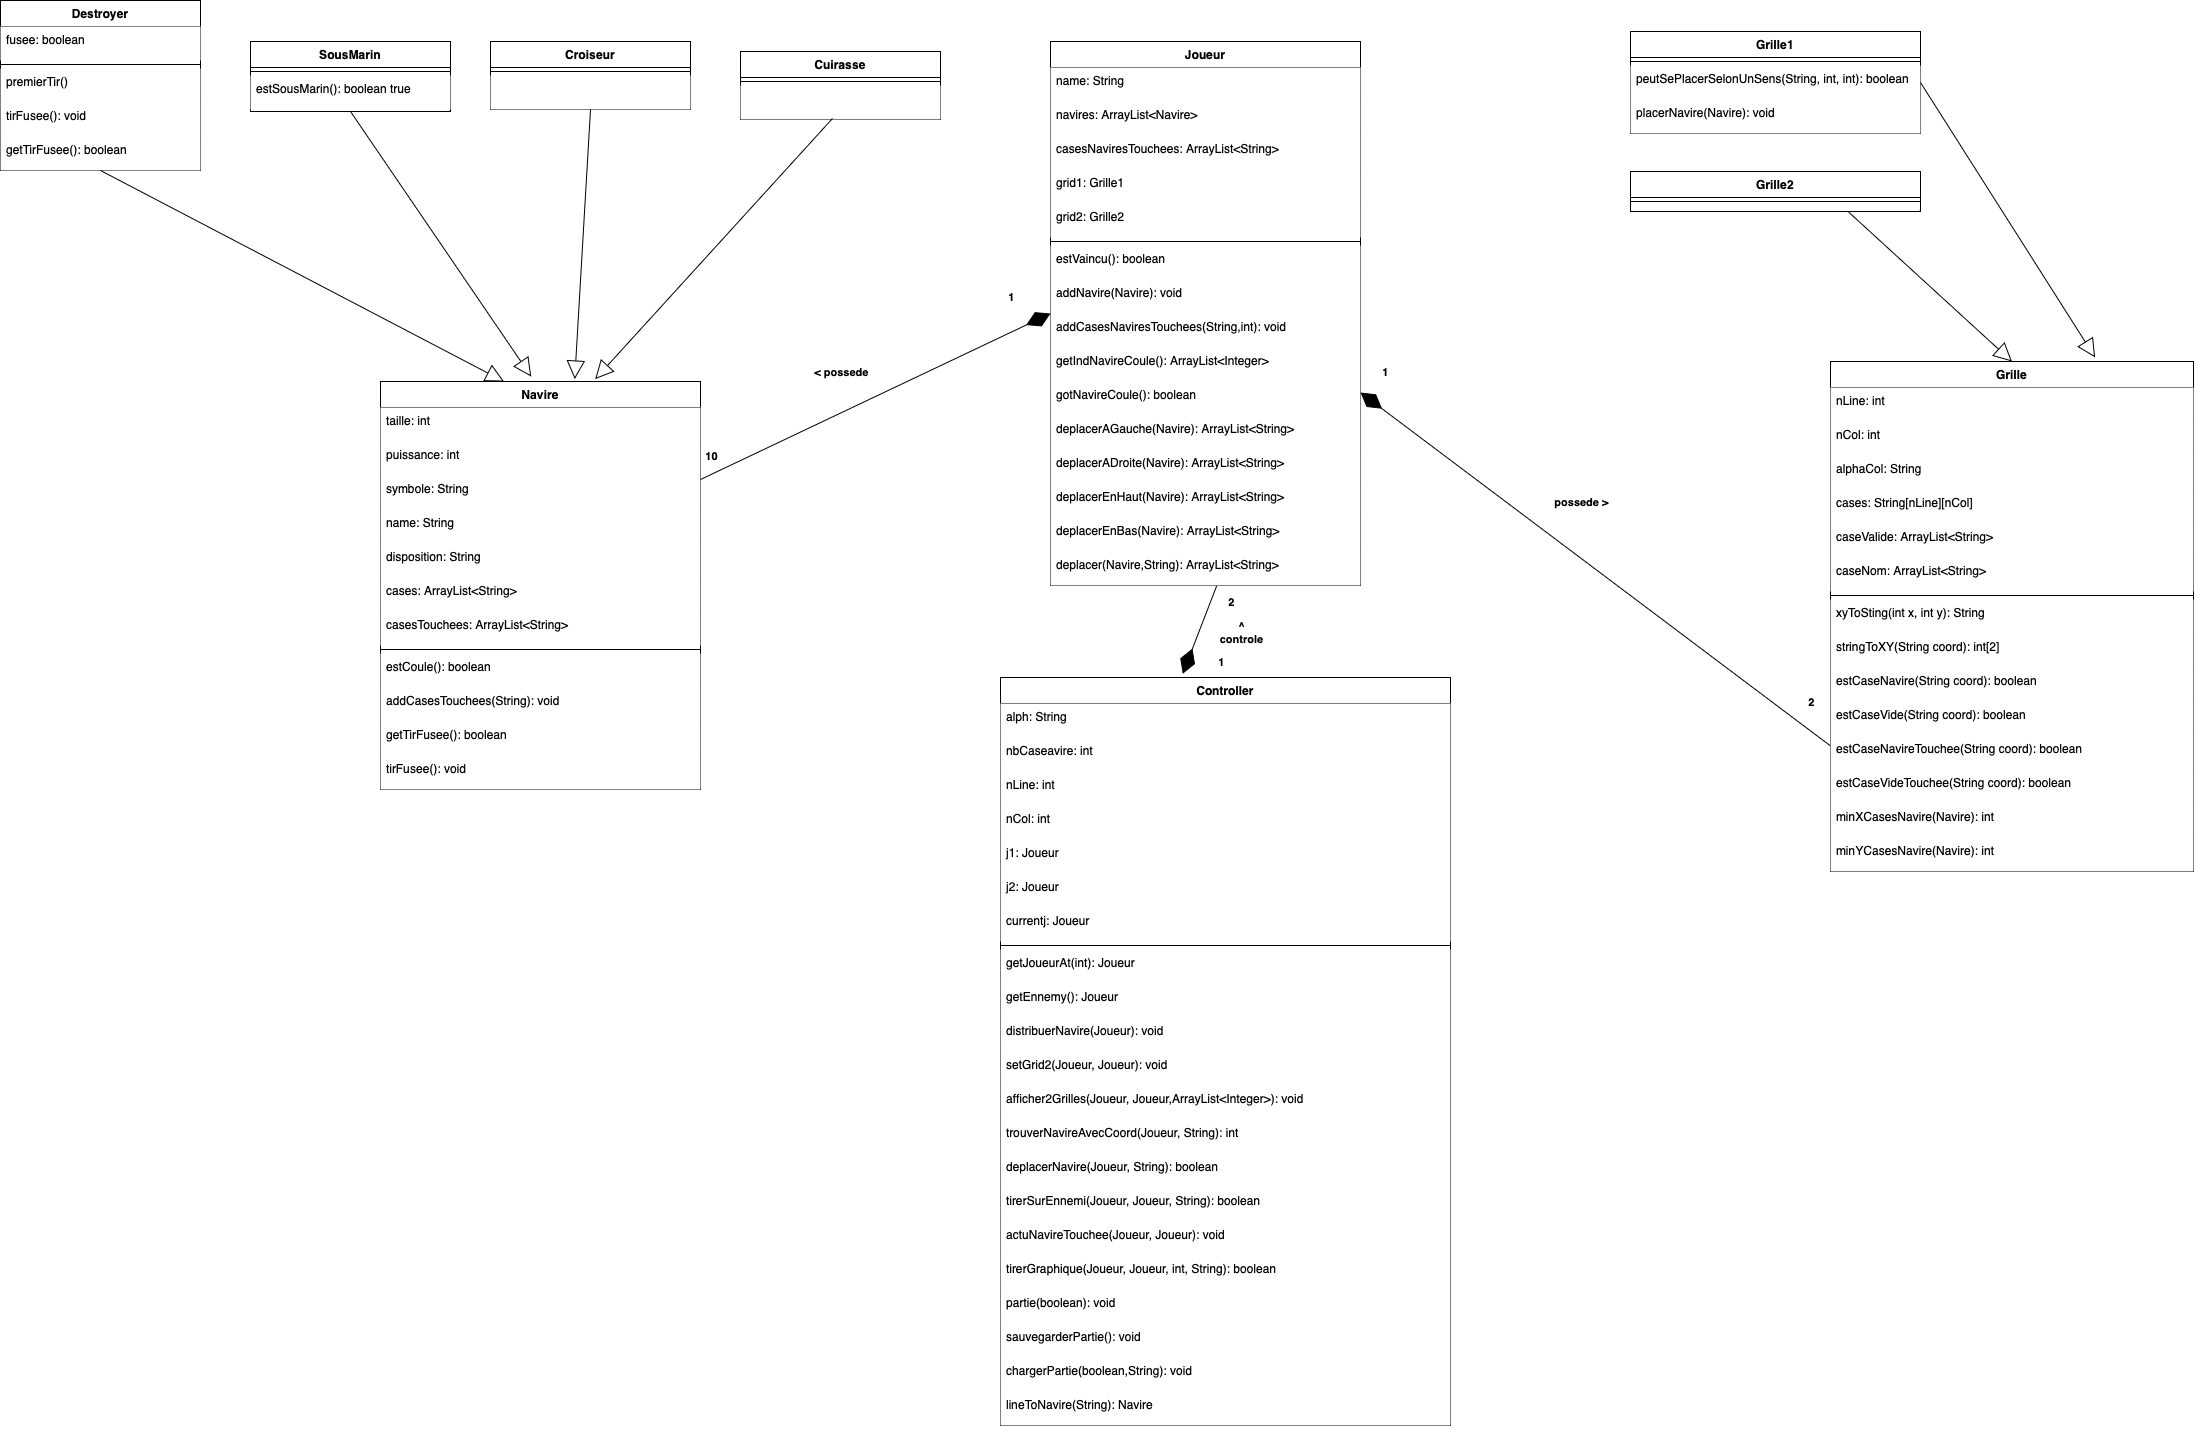 Destroyer
fusee: boolean
premierTir()
tirFusee(): void
getTirFusee(): boolean
SousMarin
estSousMarin(): boolean true
Croiseur
Cuirasse
Joueur
name: String
navires: ArrayList<Navire>
casesNaviresTouchees: ArrayList<String>
grid1: Grille1
grid2: Grille2
estVaincu(): boolean
addNavire(Navire): void
addCasesNaviresTouchees(String,int): void
getIndNavireCoule(): ArrayList<Integer>
gotNavireCoule(): boolean
deplacerAGauche(Navire): ArrayList<String>
deplacerADroite(Navire): ArrayList<String>
deplacerEnHaut(Navire): ArrayList<String>
deplacerEnBas(Navire): ArrayList<String>
deplacer(Navire,String): ArrayList<String>
Grille1
peutSePlacerSelonUnSens(String, int, int): boolean
placerNavire(Navire): void
Grille2
1
< possede
10
1
possede >
2
Navire
taille: int
puissance: int
symbole: String
name: String
disposition: String
cases: ArrayList<String>
casesTouchees: ArrayList<String>
estCoule(): boolean
addCasesTouchees(String): void
getTirFusee(): boolean
tirFusee(): void
Grille
nLine: int
nCol: int
alphaCol: String
cases: String[nLine][nCol]
caseValide: ArrayList<String>
caseNom: ArrayList<String>
xyToSting(int x, int y): String
stringToXY(String coord): int[2]
estCaseNavire(String coord): boolean
estCaseVide(String coord): boolean
estCaseNavireTouchee(String coord): boolean
estCaseVideTouchee(String coord): boolean
minXCasesNavire(Navire): int
minYCasesNavire(Navire): int
2
^
controle
1
Controller
alph: String
nbCaseavire: int
nLine: int
nCol: int
j1: Joueur
j2: Joueur
currentj: Joueur
getJoueurAt(int): Joueur
getEnnemy(): Joueur
distribuerNavire(Joueur): void
setGrid2(Joueur, Joueur): void
afficher2Grilles(Joueur, Joueur,ArrayList<Integer>): void
trouverNavireAvecCoord(Joueur, String): int
deplacerNavire(Joueur, String): boolean
tirerSurEnnemi(Joueur, Joueur, String): boolean
actuNavireTouchee(Joueur, Joueur): void
tirerGraphique(Joueur, Joueur, int, String): boolean
partie(boolean): void
sauvegarderPartie(): void
chargerPartie(boolean,String): void
lineToNavire(String): Navire